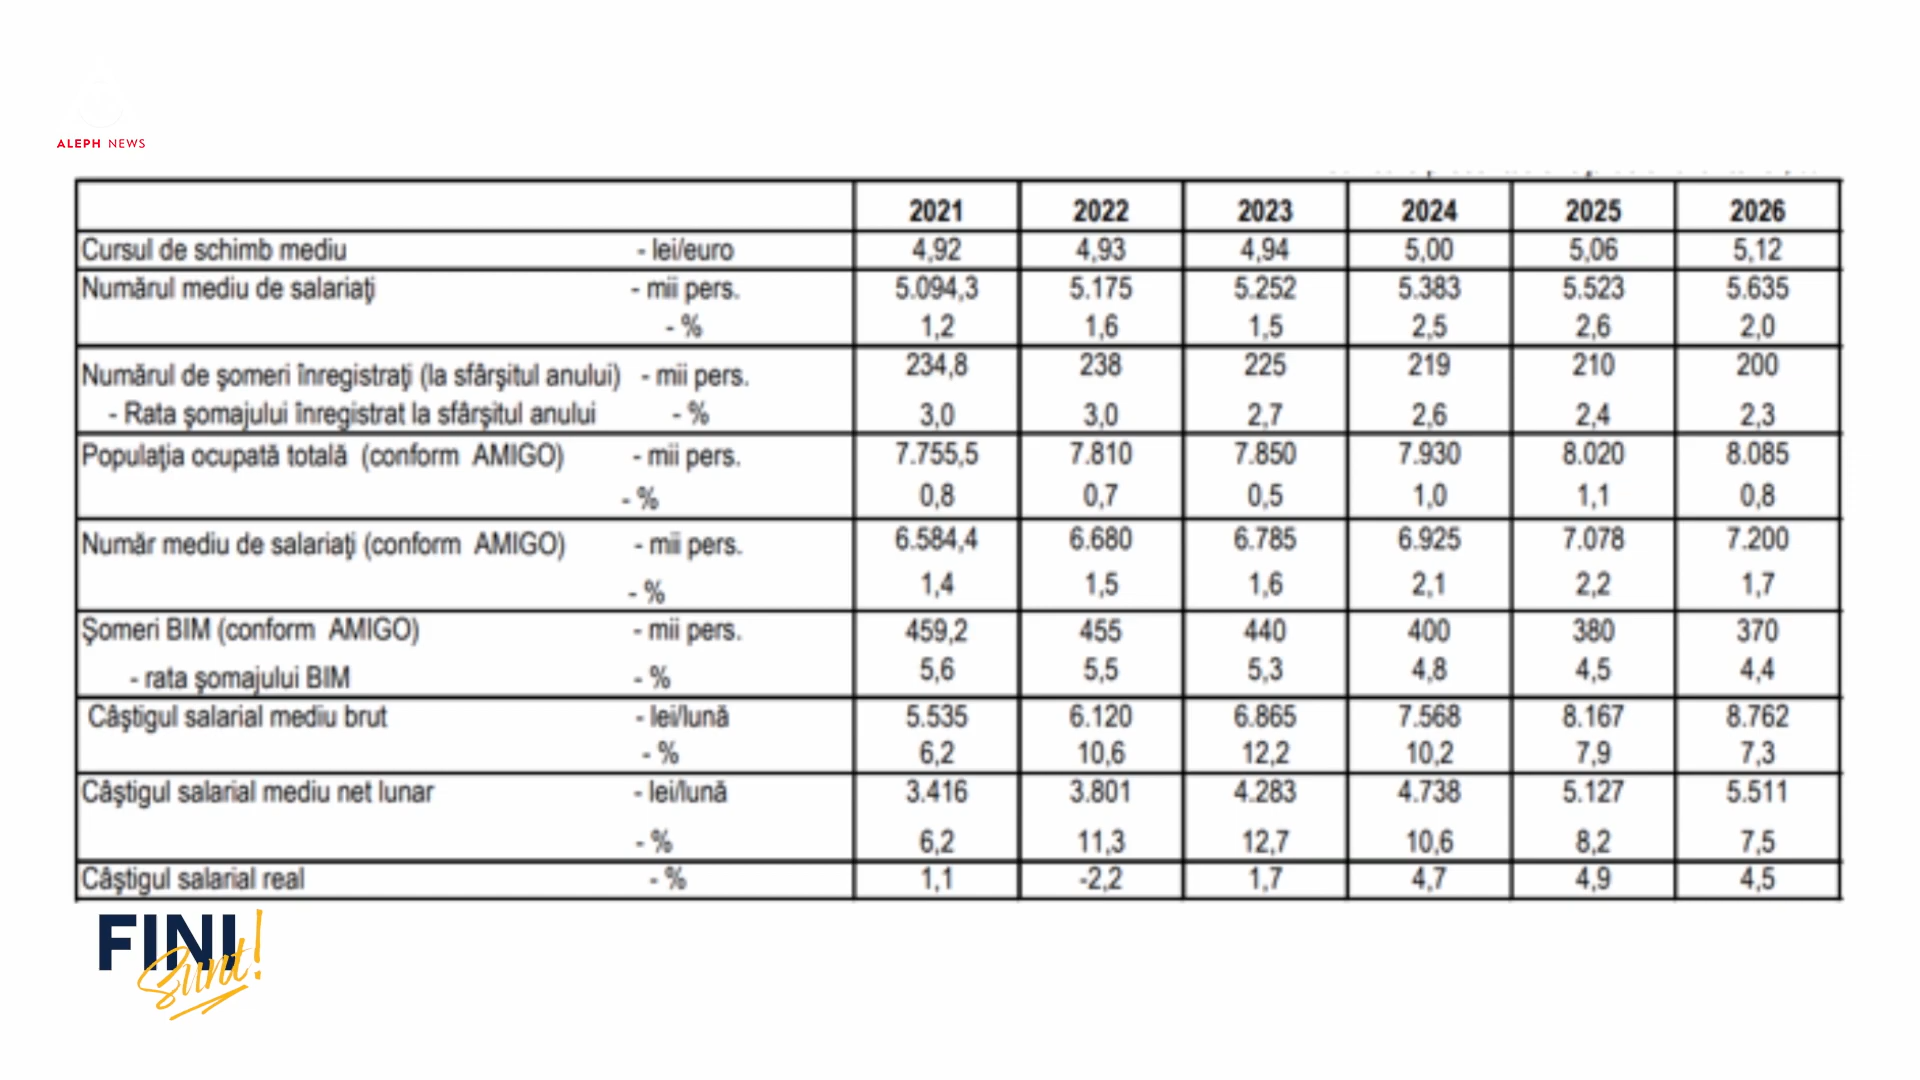 ALEPH NEWS
2021 2022 2023 2024 2025 2026
Cursul de schimb mediu - lei/euro 4,92 4,93 4,94 5,00 5,06 5,12
Numărul mediu de salariaţi - mii pers. 5.094,3 5.175 5.252 5.383 5.523 5.635
- % 1,2 1,6 1,5 2,5 2,6 2,0
Numărul de şomeri înregistraţi (la sfârşitul anului) - mii pers. 234,8 238 225 219 210 200
- Rata şomajului înregistrat la sfârşitul anului - % 3,0 3,0 2,7 2,6 2,4 2,3
Populaţia ocupată totală (conform AMIGO) - mii pers. 7.755,5 7.810 7.850 7.930 8.020 8.085
- % 0,8 0,7 0,5 1,0 1,1 0,8
Număr mediu de salariaţi (conform AMIGO) - mii pers. 6.584,4 6.680 6.785 6.925 7.078 7.200
- % 1,4 1,5 1,6 2,1 2,2 1,7
Şomeri BIM (conform AMIGO) - mii pers. 459,2 455 440 400 380 370
- rata şomajului BIM - % 5,6 5,5 5,3 4,8 4,5 4,4
Câştigul salarial mediu brut - lei/lună 5.535 6.120 6.865 7.568 8.167 8.762
- % 6,2 10,6 12,2 10,2 7,9 7,3
Câştigul salarial mediu net lunar - lei/lună 3.416 3.801 4.283 4.738 5.127 5.511
- % 6,2 11,3 12,7 10,6 8,2 7,5
Câştigul salarial real - % 1,1 -2,2 1,7 4,7 4,9 4,5
FINI
Sunt!